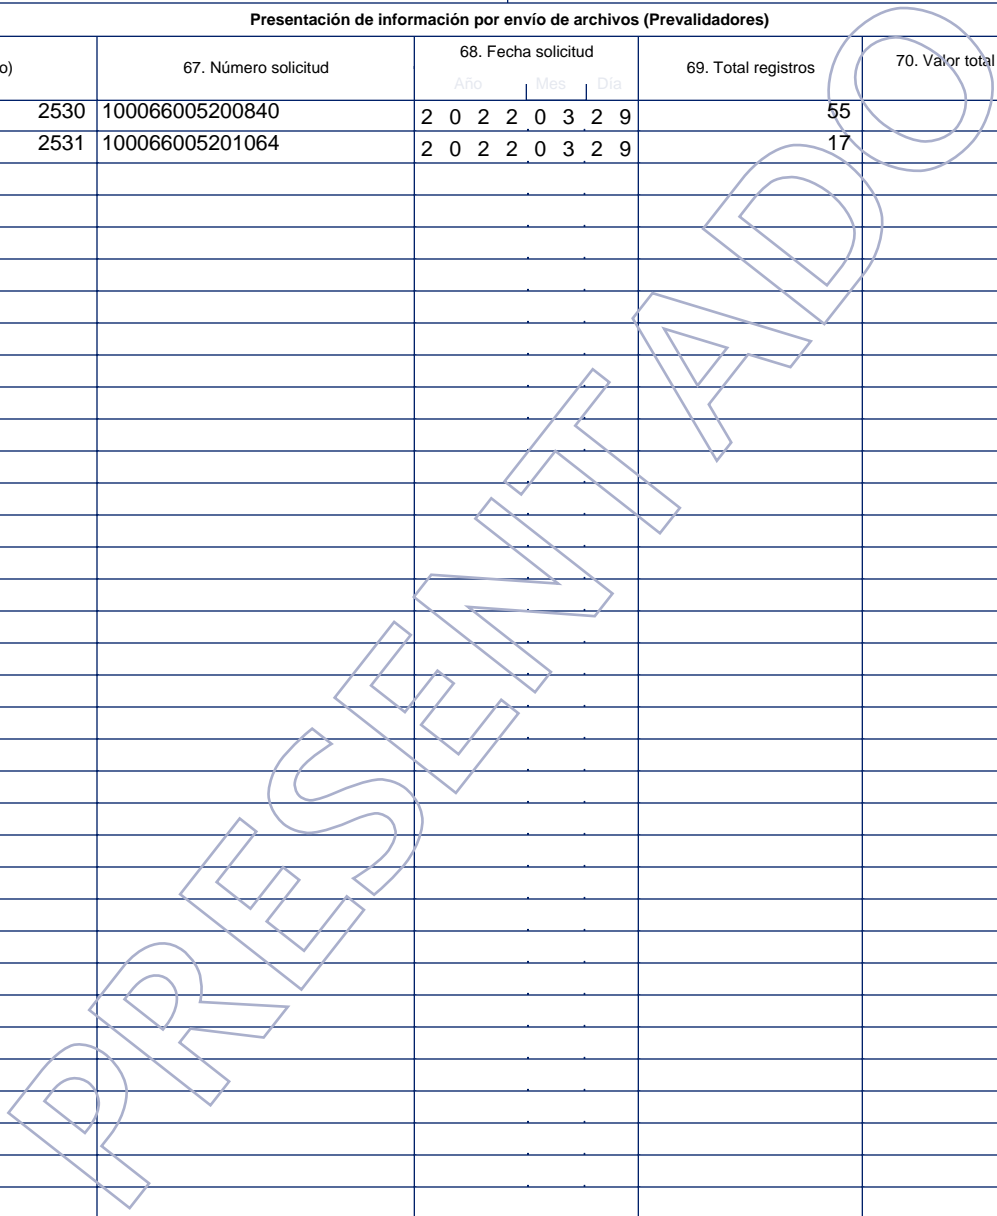 Presentación de información por envío de archivos (Prevalidadores)
o) 67. Número solicitud 68. Fecha solicitud 69. Total registros 70. Valor total
Año Mes Día
2530 100066005200840 2 0 2 2 0 3 2 9 55
2531 100066005201064 2 0 2 2 0 3 2 9 17
PRESENTADO